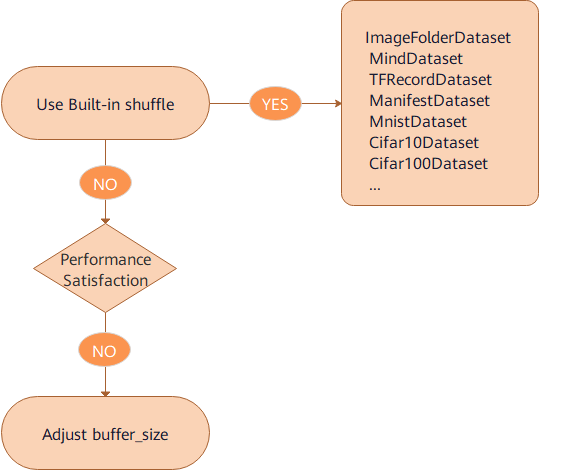 Use Built-in shuffle
YES
ImageFolderDataset
MindDataset
TFRecordDataset
ManifestDataset
MnistDataset
Cifar10Dataset
Cifar100Dataset
...
NO
Performance
Satisfaction
NO
Adjust buffer_size